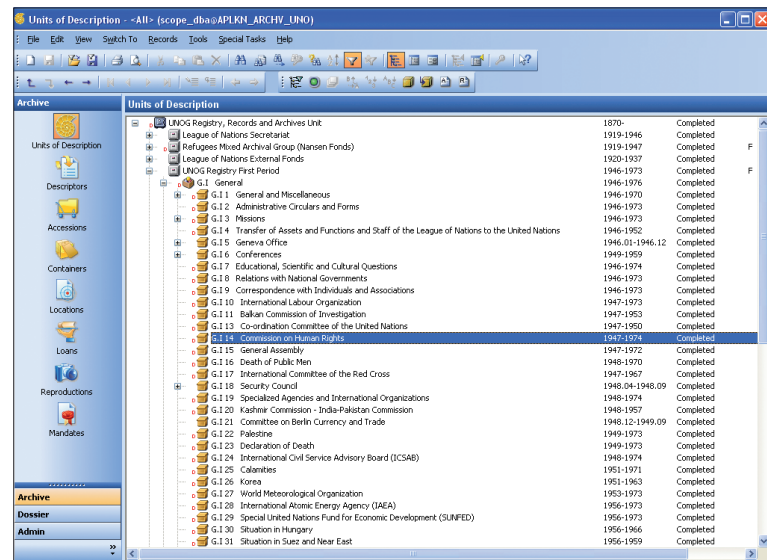 Units of Description - <All> (scope_dba@APLKN_ARCHV_UNO)
File Edit View Switch To Records Tools Special Tasks Help
Archive
Units of Description
Descriptors
Accessions
Containers
Locations
Loans
Reproductions
Mandates
Archive
Dossier
Admin
Units of Description
UNOG Registry, Records and Archives Unit 1870- Completed
League of Nations Secretariat 1919-1946 Completed
Refugees Mixed Archival Group (Nansen Fonds) 1919-1947 Completed F
League of Nations External Fonds 1920-1937 Completed
UNOG Registry First Period 1946-1973 Completed F
G.I General 1946-1976 Completed
G.I 1 General and Miscellaneous 1946-1970 Completed
G.I 2 Administrative Circulars and Forms 1946-1973 Completed
G.I 3 Missions 1946-1973 Completed
G.I 4 Transfer of Assets and Functions and Staff of the League of Nations to the United Nations 1946-1952 Completed
G.I 5 Geneva Office 1946.01-1946.12 Completed
G.I 6 Conferences 1949-1959 Completed
G.I 7 Educational, Scientific and Cultural Questions 1946-1974 Completed
G.I 8 Relations with National Governments 1946-1973 Completed
G.I 9 Correspondence with Individuals and Associations 1946-1973 Completed
G.I 10 International Labour Organization 1947-1973 Completed
G.I 11 Balkan Commission of Investigation 1947-1953 Completed
G.I 13 Co-ordination Committee of the United Nations 1947-1950 Completed
G.I 14 Commission on Human Rights 1947-1974 Completed
G.I 15 General Assembly 1947-1972 Completed
G.I 16 Death of Public Men 1948-1970 Completed
G.I 17 International Committee of the Red Cross 1947-1967 Completed
G.I 18 Security Council 1948.04-1948.09 Completed
G.I 19 Specialized Agencies and International Organizations 1948-1974 Completed
G.I 20 Kashmir Commission - India-Pakistan Commission 1948-1957 Completed
G.I 21 Committee on Berlin Currency and Trade 1948.12-1949.09 Completed
G.I 22 Palestine 1949-1973 Completed
G.I 23 Declaration of Death 1949-1973 Completed
G.I 24 International Civil Service Advisory Board (ICSAB) 1948-1974 Completed
G.I 25 Calamities 1951-1971 Completed
G.I 26 Korea 1951-1963 Completed
G.I 27 World Meteorological Organization 1953-1973 Completed
G.I 28 International Atomic Energy Agency (IAEA) 1956-1973 Completed
G.I 29 Special United Nations Fund for Economic Development (SUNFED) 1956-1973 Completed
G.I 30 Situation in Hungary 1956-1966 Completed
G.I 31 Situation in Suez and Near East 1956-1959 Completed